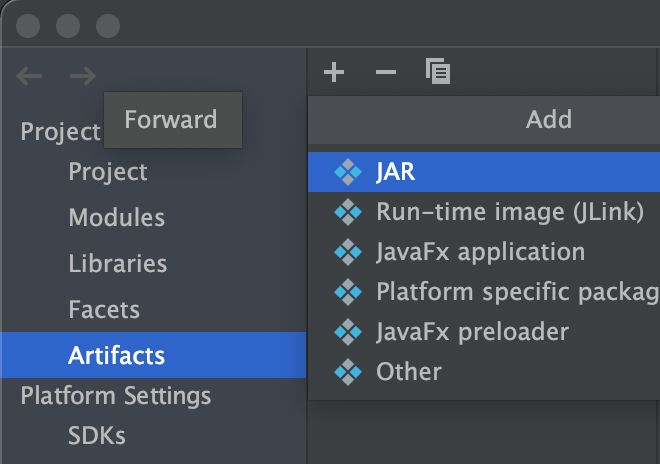 Project
Forward
Project
Modules
Libraries
Facets
Artifacts
Platform Settings
SDKs
Add
JAR
Run-time image (JLink)
JavaFx application
Platform specific packag
JavaFx preloader
Other